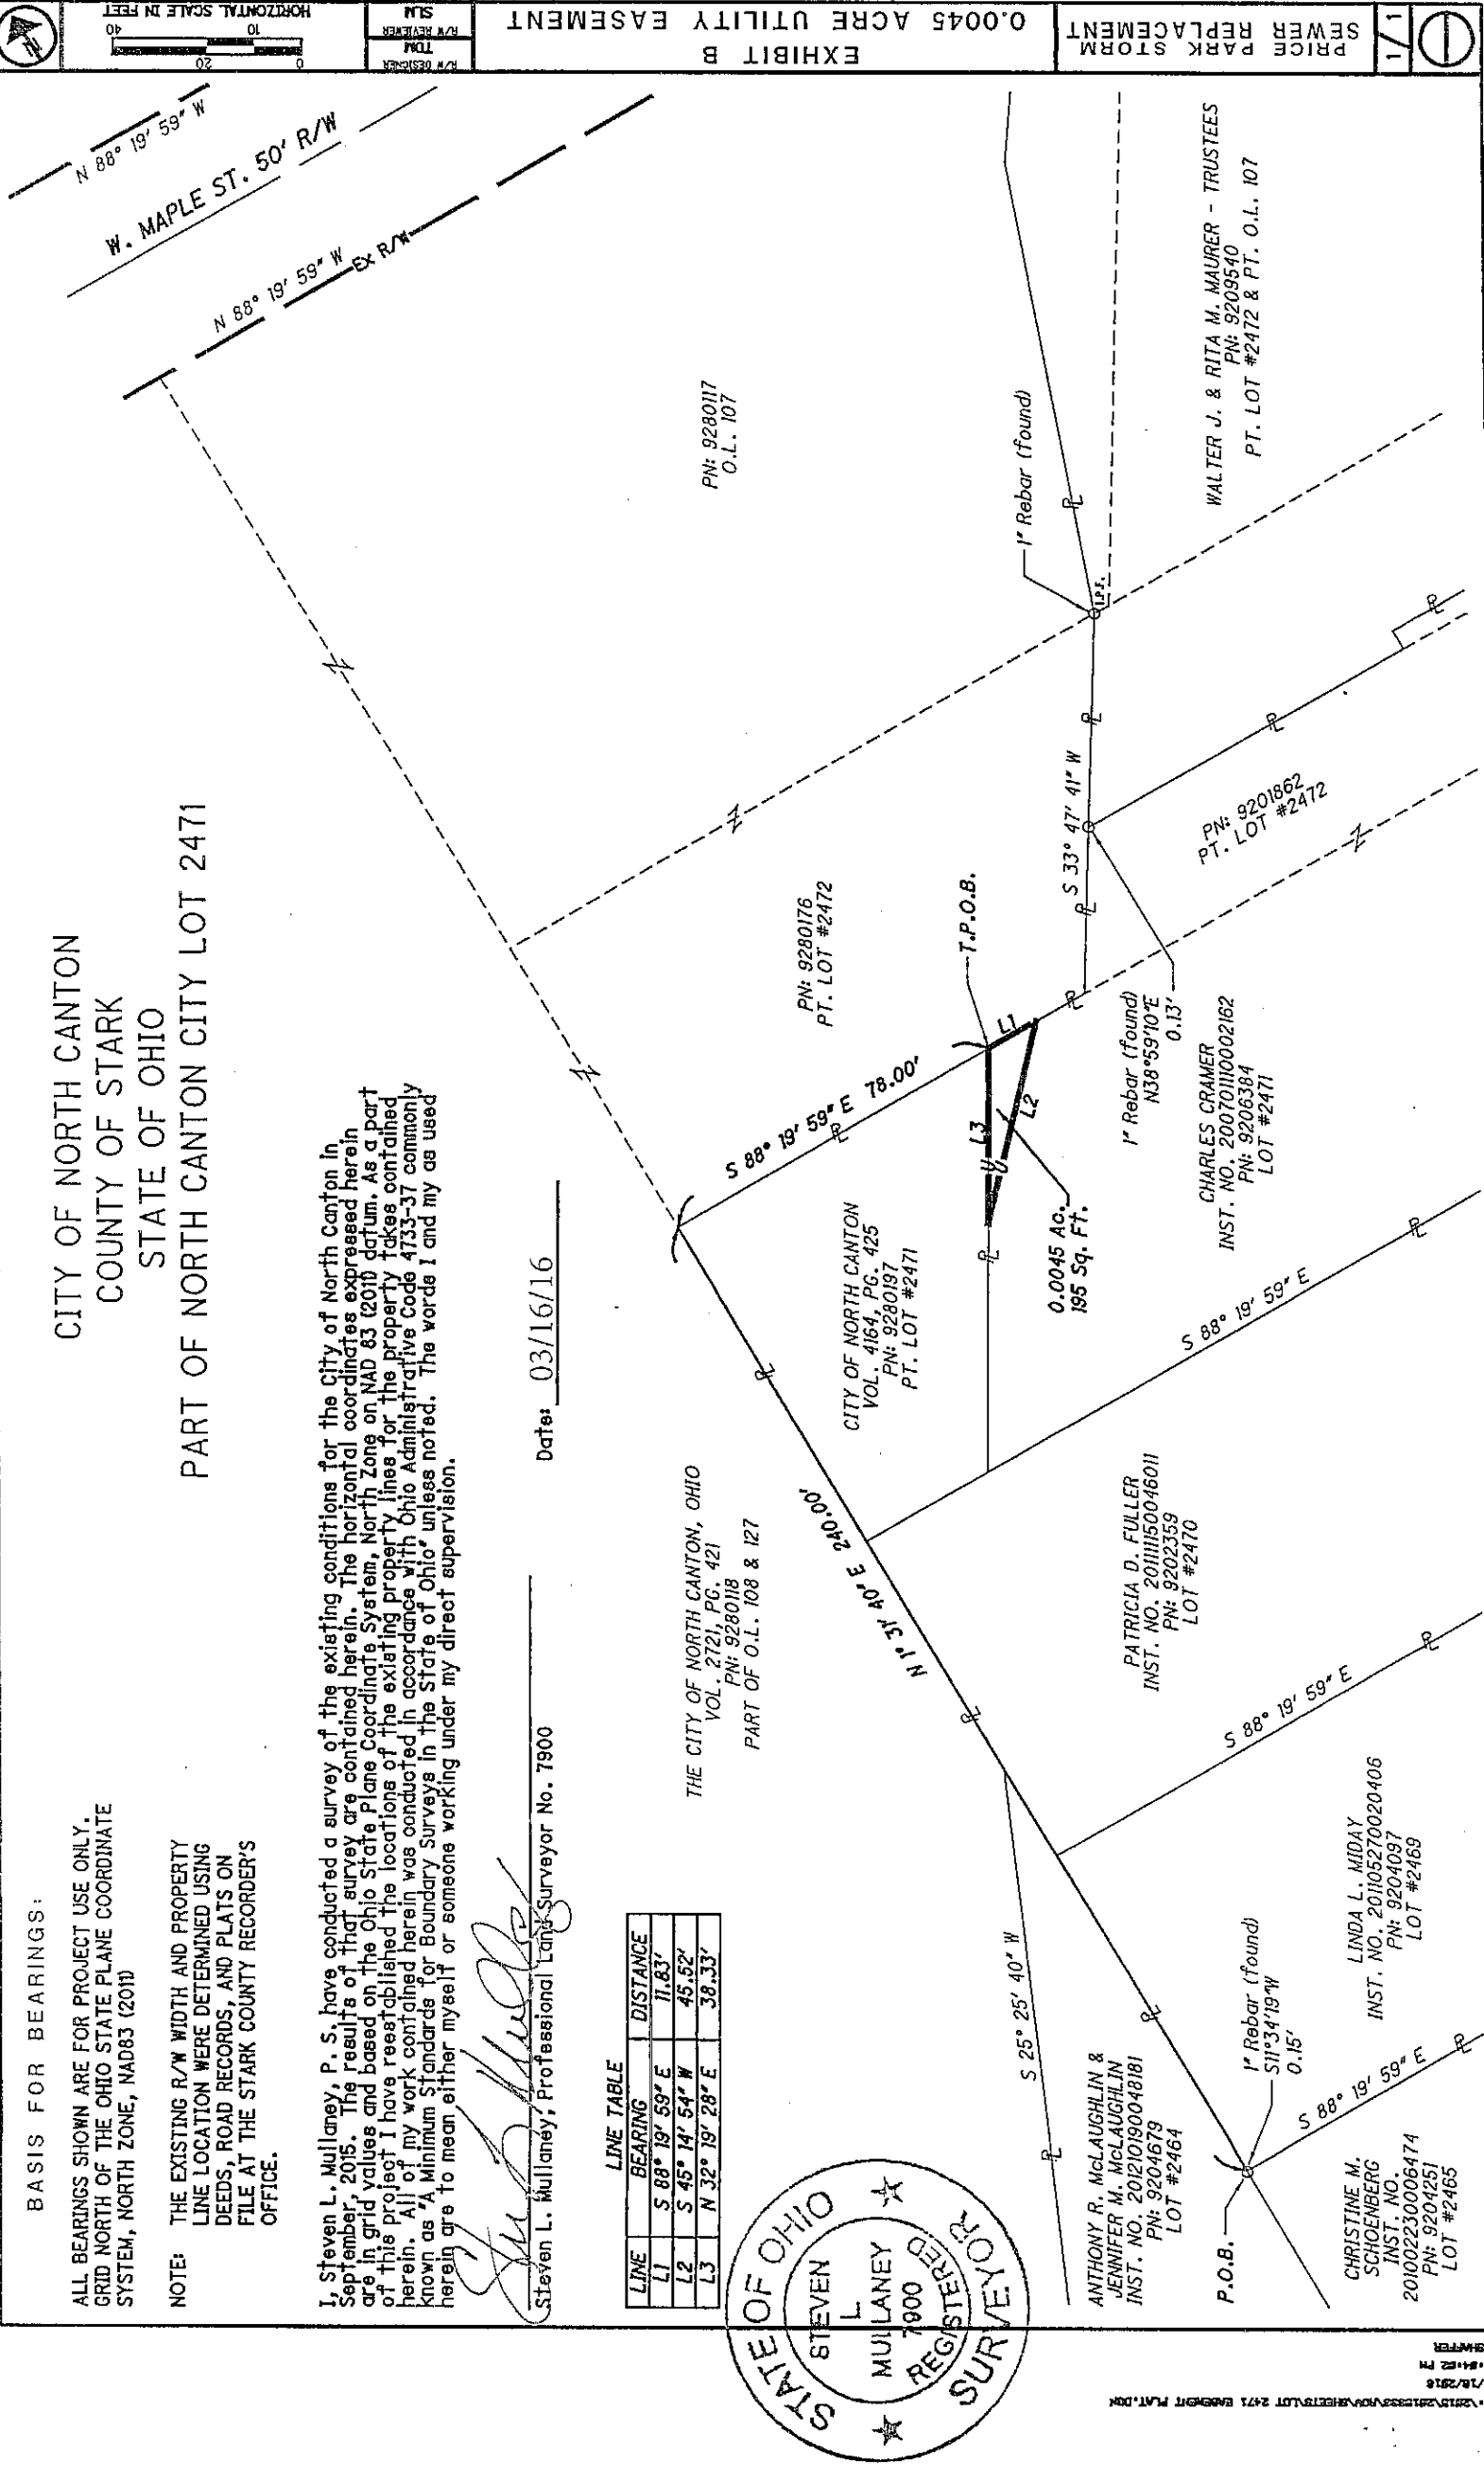 CITY OF NORTH CANTON
COUNTY OF STARK
STATE OF OHIO
PART OF NORTH CANTON CITY LOT 2471
BASIS FOR BEARINGS:
ALL BEARINGS SHOWN ARE FOR PROJECT USE ONLY.
GRID NORTH OF THE OHIO STATE PLANE COORDINATE
SYSTEM, NORTH ZONE, NAD83 (2011)
NOTE: THE EXISTING R/W WIDTH AND PROPERTY
LINE LOCATION WERE DETERMINED USING
DEEDS, ROAD RECORDS, AND PLATS ON
FILE AT THE STARK COUNTY RECORDER'S
OFFICE.
I, Steven L. Mullaney, P. S, have conducted a survey of the existing conditions for the City of North Canton in
September, 2015. The results of that survey are contained herein. The horizontal coordinates expressed herein
are in grid values and based on the Ohio State Plane Coordinate System, North Zone on NAD 83 (2011) datum. As a part
of this project I have reestablished the locations of the existing property lines for the property takes contained
herein. All of my work contained herein was conducted in accordance with Ohio Administrative Code 4733-37 commonly
known as "A Minimum Standards for Boundary Surveys in the State of Ohio" unless noted. The words I and my as used
herein are to mean either myself or someone working under my direct supervision.
Steven L. Mullaney, Professional Land Surveyor No. 7900
Date: 03/16/16
LINE TABLE
LINE BEARING DISTANCE
L1 S 88° 19' 59" E 11.83'
L2 S 45° 14' 54" W 45.52'
L3 N 32° 19' 28" E 38.33'
STATE OF OHIO
STEVEN
L
MULLANEY
7900
REGISTERED
SURVEYOR
N 88° 19' 59" W
W. MAPLE ST. 50' R/W
N 88° 19' 59" W
EX R/W
PN: 9280117
O.L. 107
THE CITY OF NORTH CANTON, OHIO
VOL. 2721, PG. 421
PN: 9280118
PART OF O.L. 108 & 127
N 1° 31' 40" E 240.00'
S 88° 19' 59" E 78.00'
PN: 9280176
PT. LOT #2472
T.P.O.B.
CITY OF NORTH CANTON
VOL. 4164, PG. 425
PN: 9280197
PT. LOT #2471
L1
L2
L3
U
U
0.0045 Ac.
195 Sq. Ft.
1" Rebar (found)
I.P.F.
S 33° 47' 41" W
WALTER J. & RITA M. MAURER - TRUSTEES
PN: 9209540
PT. LOT #2472 & PT. O.L. 107
PN: 9201862
PT. LOT #2472
1" Rebar (found)
N38°59'10"E
0.13'
CHARLES CRAMER
INST. NO. 200701110002162
PN: 9206384
LOT #2471
S 88° 19' 59" E
PATRICIA D. FULLER
INST. NO. 201111150046011
PN: 9202359
LOT #2470
S 88° 19' 59" E
LINDA L. MIDAY
INST. NO. 201105270020406
PN: 9204097
LOT #2469
S 25° 25' 40" W
ANTHONY R. McLAUGHLIN &
JENNIFER M. McLAUGHLIN
INST. NO. 201210190048181
PN: 9204679
LOT #2464
P.O.B.
1" Rebar (found)
S11°34'19"W
0.15'
S 88° 19' 59" E
CHRISTINE M.
SCHOENBERG
INST. NO.
201002230006474
PN: 9204251
LOT #2465
N
0 20
10 40
HORIZONTAL SCALE IN FEET
R/W DESIGNER
TDM
R/W REVIEWER
SLM
EXHIBIT B
0.0045 ACRE UTILITY EASEMENT
PRICE PARK STORM
SEWER REPLACEMENT
1/1